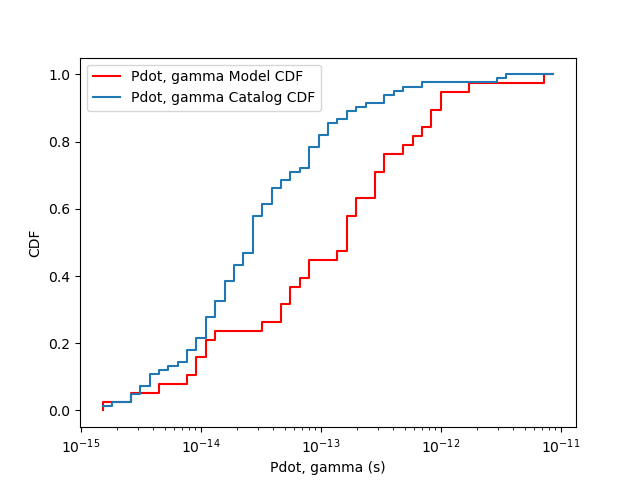 Pdot, gamma Model CDF
Pdot, gamma Catalog CDF
1.0
0.8
0.6
0.4
0.2
0.0
CDF
10⁻¹⁵ 10⁻¹⁴ 10⁻¹³ 10⁻¹² 10⁻¹¹
Pdot, gamma (s)